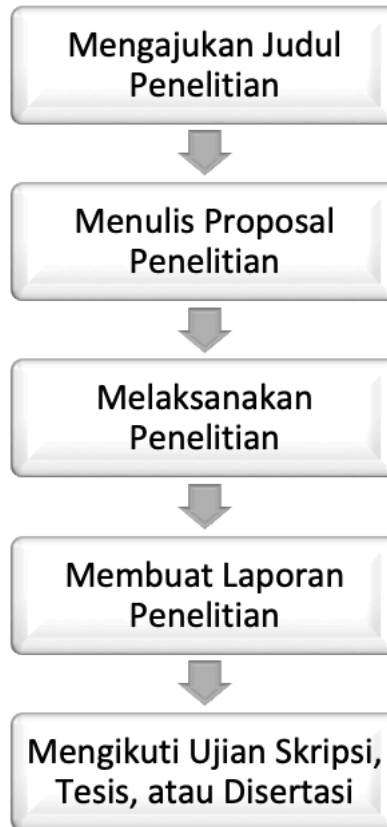 Mengajukan Judul
Penelitian
Menulis Proposal
Penelitian
Melaksanakan
Penelitian
Membuat Laporan
Penelitian
Mengikuti Ujian Skripsi,
Tesis, atau Disertasi